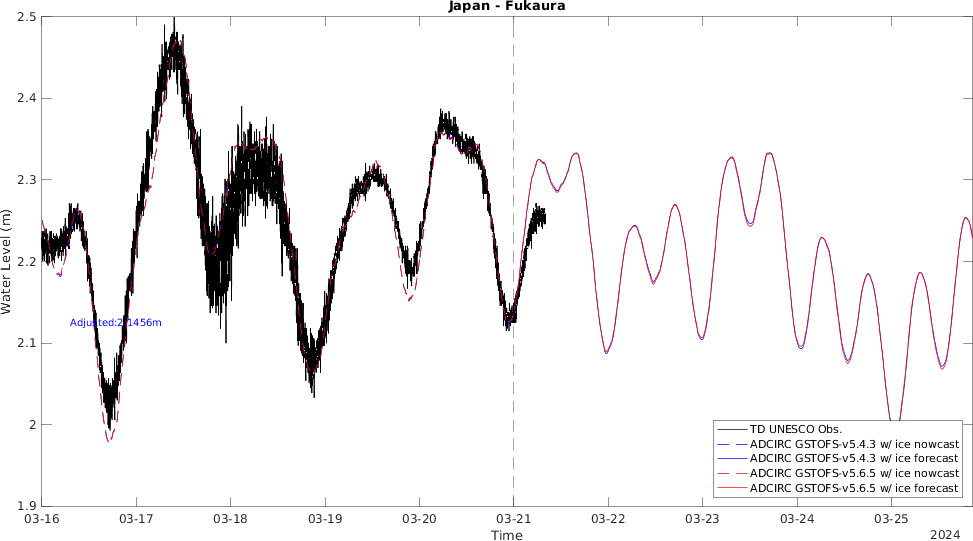 Japan - Fukaura
Water Level (m)
2.5
2.4
2.3
2.2
2.1
2
1.9
Adjusted:2.1456m
TD UNESCO Obs.
ADCIRC GSTOFS-v5.4.3 w/ ice nowcast
ADCIRC GSTOFS-v5.4.3 w/ ice forecast
ADCIRC GSTOFS-v5.6.5 w/ ice nowcast
ADCIRC GSTOFS-v5.6.5 w/ ice forecast
03-16 03-17 03-18 03-19 03-20 03-21 03-22 03-23 03-24 03-25
Time
2024